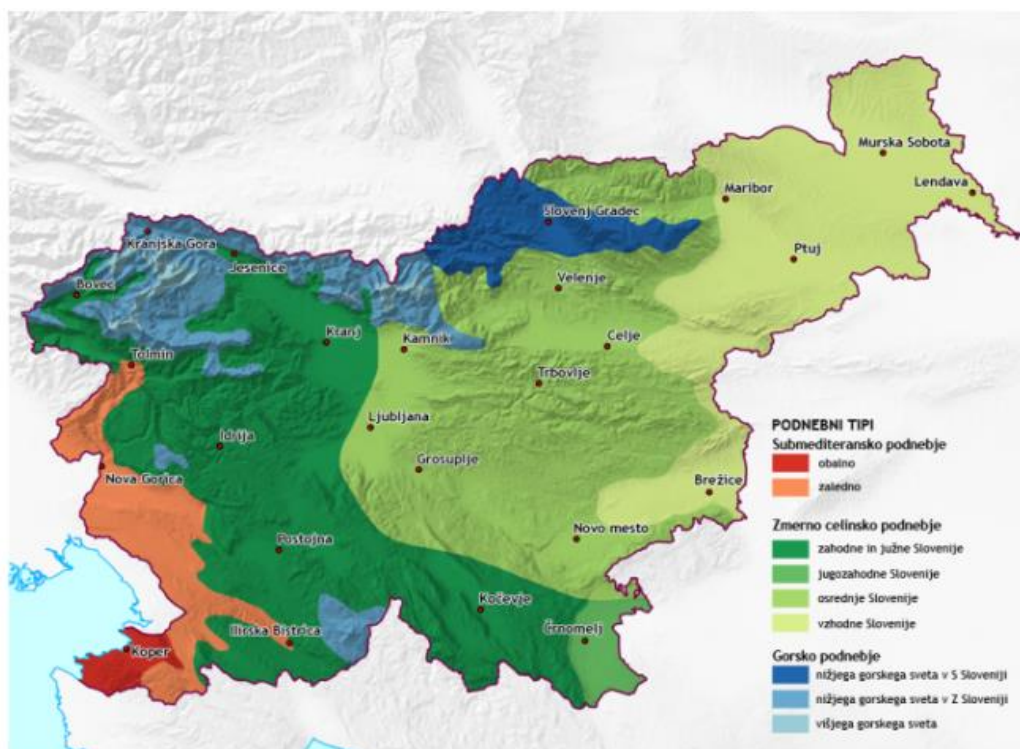 Murska Sobota
Lendava
Maribor
Slovenj Gradec
Ptuj
Kranjska Gora
Jesenice
Velenje
Bovec
Kranj
Kamnik
Celje
Tolmin
Trbovlje
Ljubljana
Idrija
Grosuplje
Nova Gorica
Brežice
Novo mesto
Postojna
Kočevje
Ilirska Bistrica
Črnomelj
Koper
PODNEBNI TIPI
Submediteransko podnebje
obalno
zaledno
Zmerno celinsko podnebje
zahodne in južne Slovenije
jugozahodne Slovenije
osrednje Slovenije
vzhodne Slovenije
Gorsko podnebje
nižjega gorskega sveta v S Sloveniji
nižjega gorskega sveta v Z Sloveniji
višjega gorskega sveta